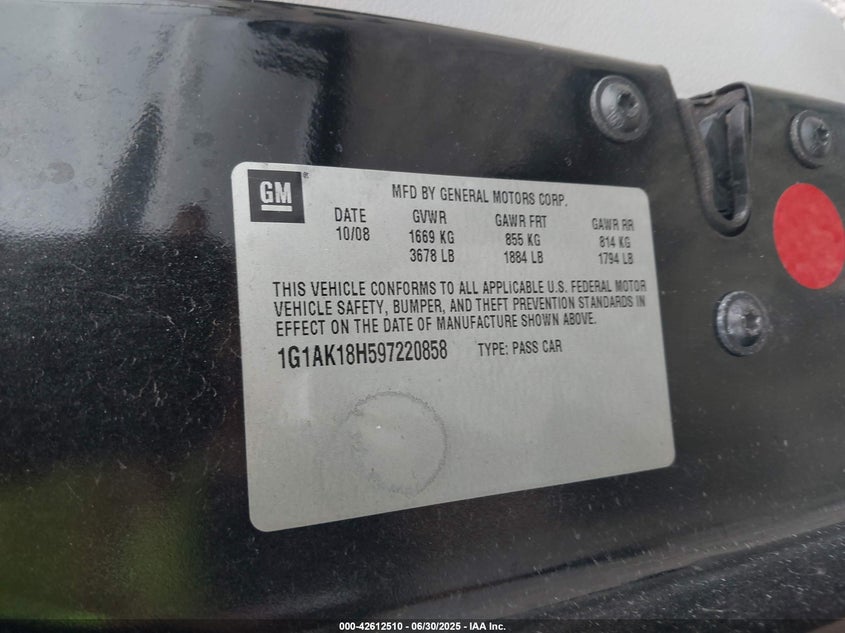 GM
MFD BY GENERAL MOTORS CORP.
DATE GVWR GAWR FRT GAWR RR
10/08 1669 KG 855 KG 814 KG
3678 LB 1884 LB 1794 LB
THIS VEHICLE CONFORMS TO ALL APPLICABLE U.S. FEDERAL MOTOR
VEHICLE SAFETY, BUMPER, AND THEFT PREVENTION STANDARDS IN
EFFECT ON THE DATE OF MANUFACTURE SHOWN ABOVE.
1G1AK18H597220858 TYPE: PASS CAR
000-42612510 - 06/30/2025 - IAA Inc.